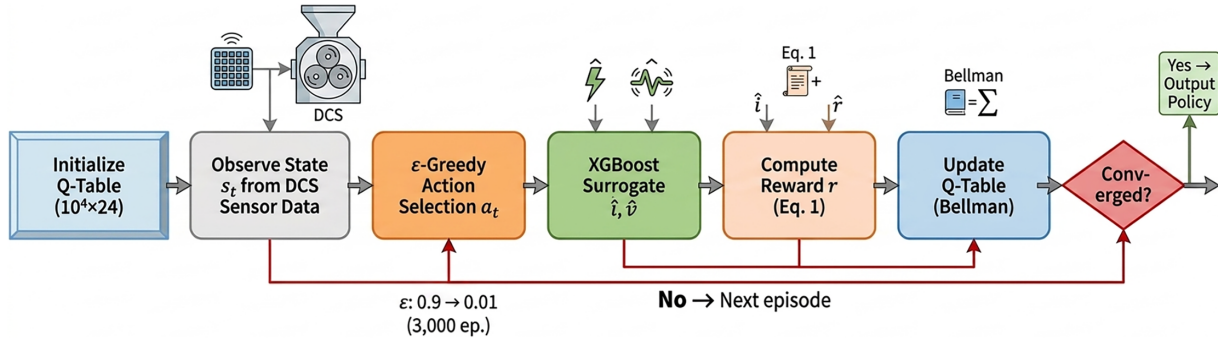 DCS
Eq. 1
+
î
r̂
Bellman
=∑
Yes →
Output
Policy
Initialize
Q-Table
(10⁴×24)
Observe State
sₜ from DCS
Sensor Data
ε-Greedy
Action
Selection aₜ
XGBoost
Surrogate
î, v̂
Compute
Reward r
(Eq. 1)
Update
Q-Table
(Bellman)
Conv-
erged?
ε: 0.9 → 0.01
(3,000 ep.)
No → Next episode